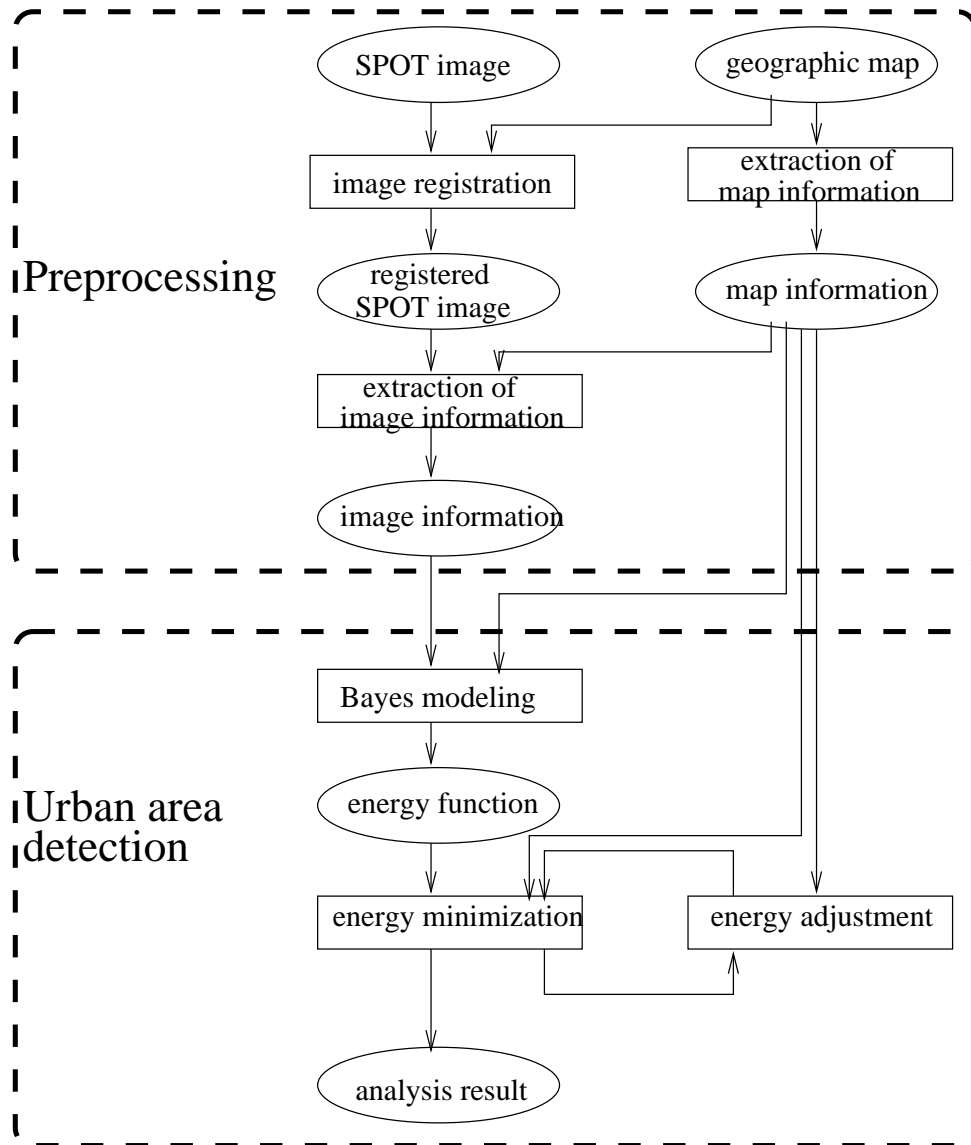 SPOT image
geographic map
image registration
extraction of
map information
Preprocessing
registered
SPOT image
map information
extraction of
image information
image information
Bayes modeling
Urban area
detection
energy function
energy minimization
energy adjustment
analysis result